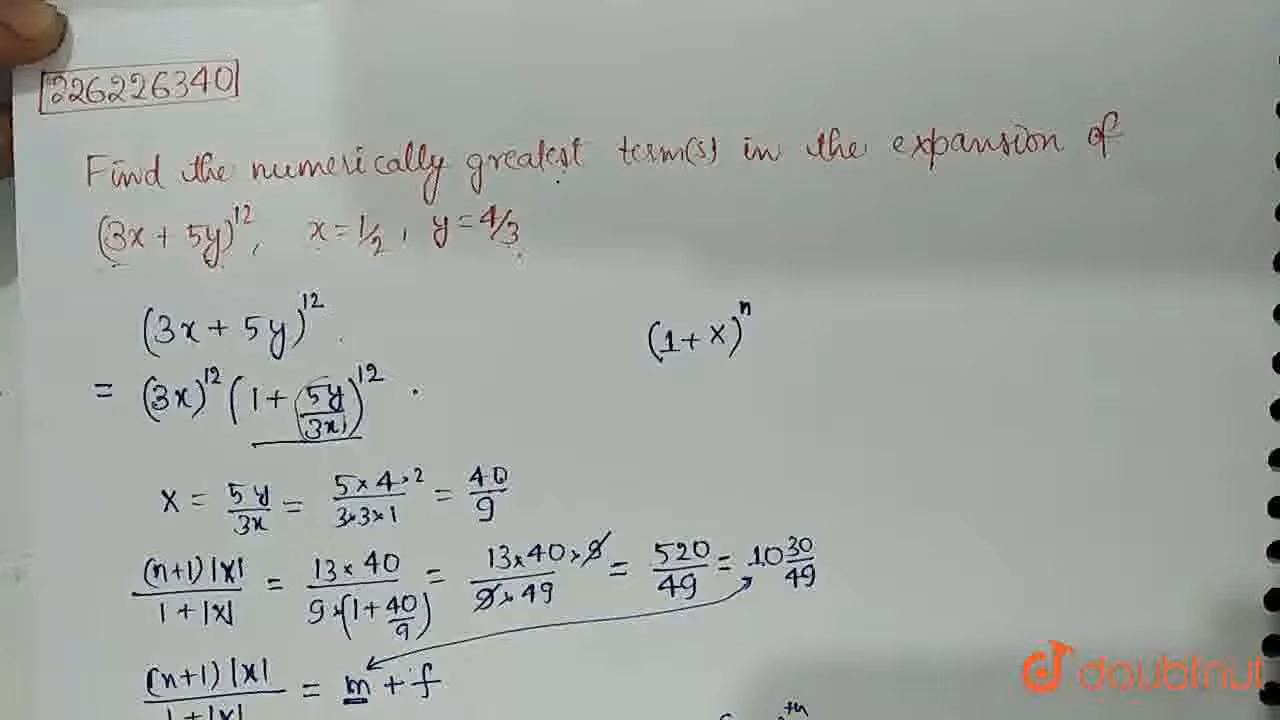 226226340
Find the numerically greatest term(s) in the expansion of
(3x + 5y)^12, x = 1/2, y = 4/3
(3x + 5y)^12.
(1 + x)^n
= (3x)^12 (1 + 5y/3x)^12.
x = 5y/3x = 5×4×2/3×3×1 = 40/9
(n+1)|x|/1+|x| = 13×40/9×(1+40/9) = 13×40×9/9×49 = 520/49 = 10 30/49
(n+1)|x|/1+|x| = m + f
th
doubtnut